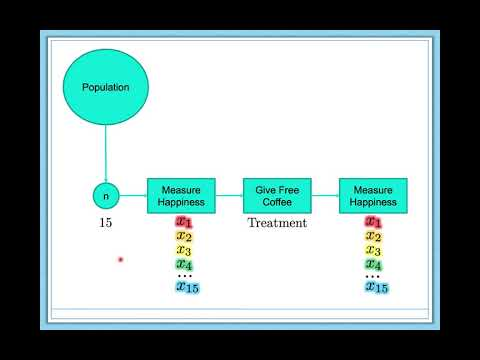 Population
n
15
Measure
Happiness
x1
x2
x3
x4
...
x15
Give Free
Coffee
Treatment
Measure
Happiness
x1
x2
x3
x4
...
x15